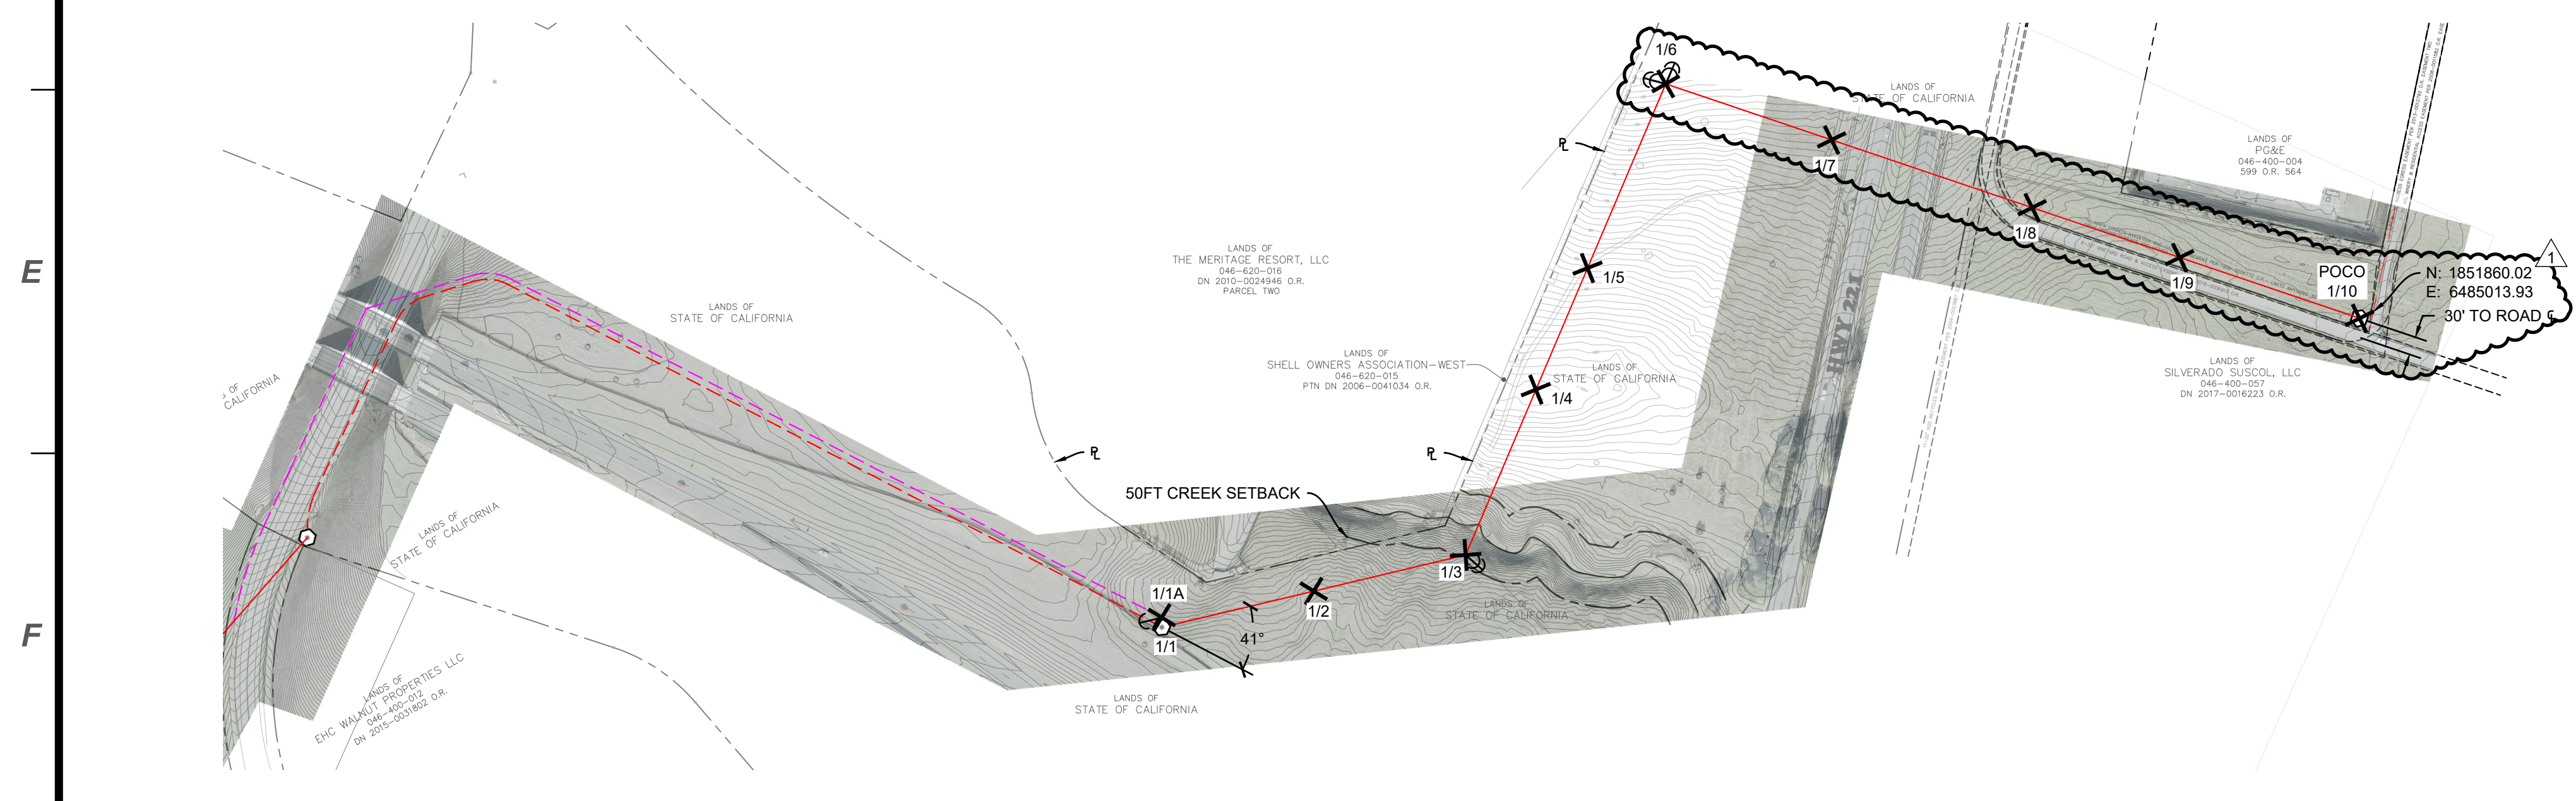 E
F
1/6
LANDS OF
STATE OF CALIFORNIA
1/7
LANDS OF
PG&E
046-400-004
599 O.R. 564
1/8
1/9
POCO
1/10
N: 1851860.02
E: 6485013.93
1
30' TO ROAD ℄
LANDS OF
SILVERADO SUSCOL, LLC
046-400-057
DN 2017-0016223 O.R.
HWY 221
LANDS OF
THE MERITAGE RESORT, LLC
046-620-016
DN 2010-0024946 O.R.
PARCEL TWO
PL
1/5
LANDS OF
SHELL OWNERS ASSOCIATION-WEST
046-620-015
PTN DN 2006-0041034 O.R.
LANDS OF
STATE OF CALIFORNIA
1/4
PL
PL
50FT CREEK SETBACK
1/3
1/2
1/1A
1/1
41°
LANDS OF
STATE OF CALIFORNIA
LANDS OF
STATE OF CALIFORNIA
LANDS OF
STATE OF CALIFORNIA
OF
CALIFORNIA
LANDS OF
STATE OF CALIFORNIA
LANDS OF
EHC WALNUT PROPERTIES LLC
046-400-012
DN 2015-0031802 O.R.